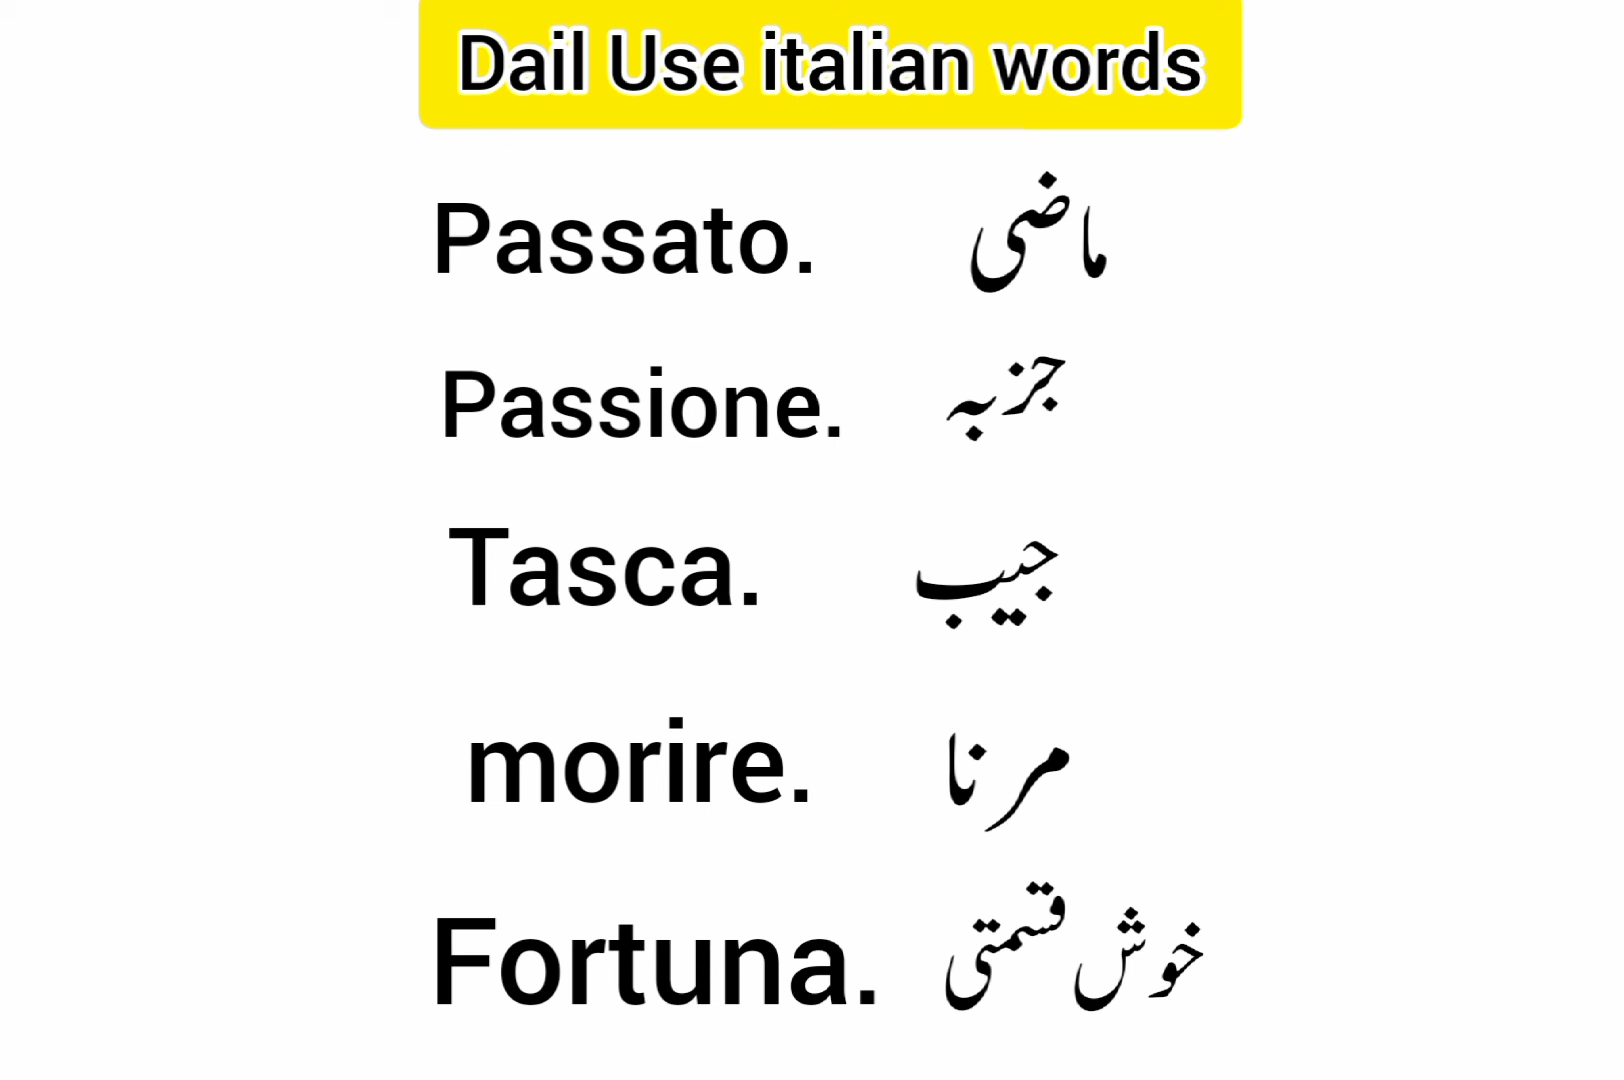 Dail Use italian words
Passato. ماضی
Passione. جزبہ
Tasca. جیب
morire. مرنا
Fortuna. خوش قسمتی